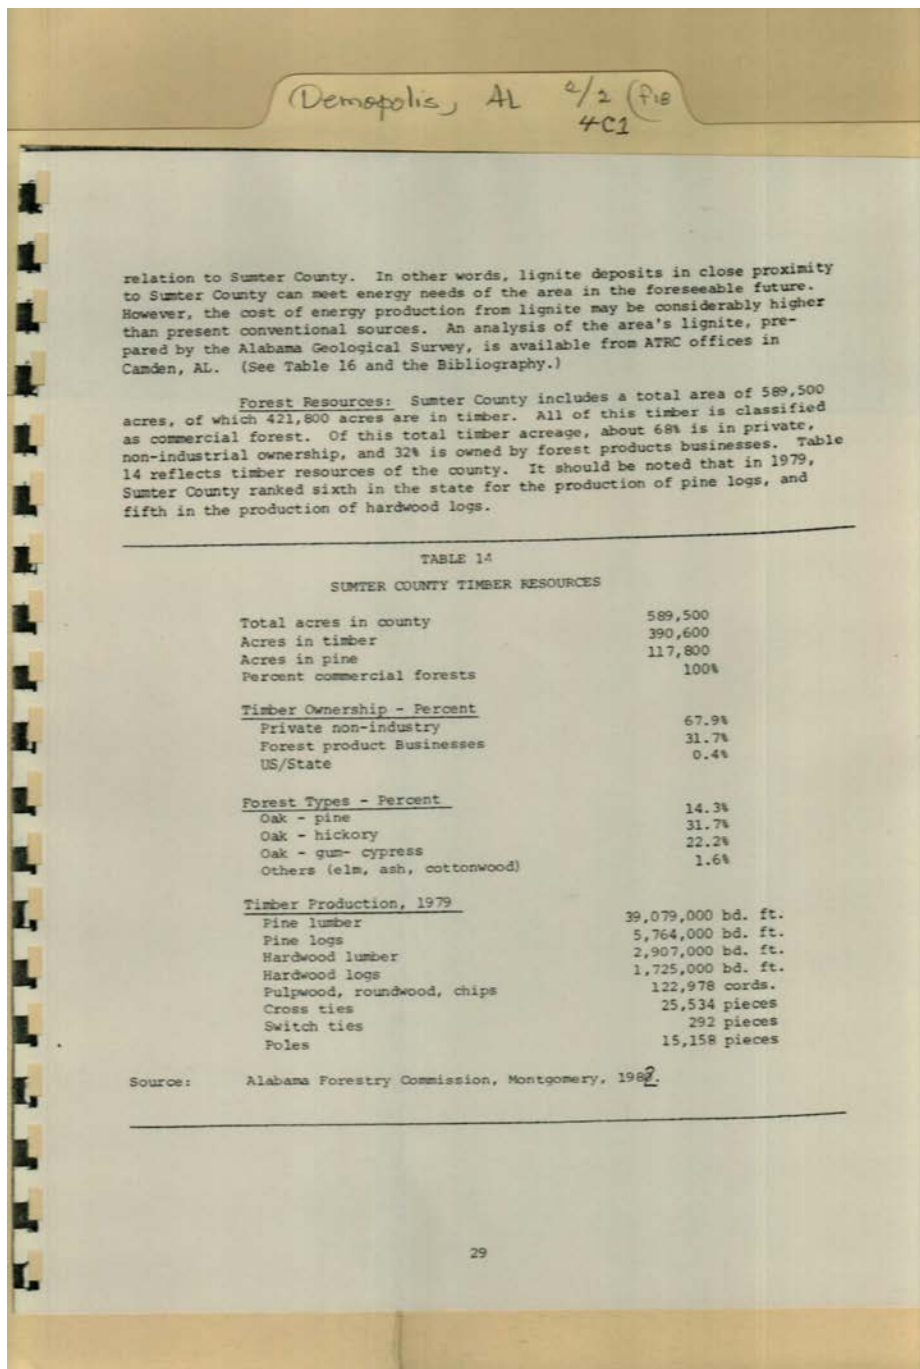 Demopolis, AL 2/2 (F18
4C1
relation to Sumter County. In other words, lignite deposits in close proximity
to Sumter County can meet energy needs of the area in the foreseeable future.
However, the cost of energy production from lignite may be considerably higher
than present conventional sources. An analysis of the area's lignite, pre-
pared by the Alabama Geological Survey, is available from ATRC offices in
Camden, AL. (See Table 16 and the Bibliography.)
Forest Resources: Sumter County includes a total area of 589,500
acres, of which 421,800 acres are in timber. All of this timber is classified
as commercial forest. Of this total timber acreage, about 68% is in private,
non-industrial ownership, and 32% is owned by forest products businesses. Table
14 reflects timber resources of the county. It should be noted that in 1979,
Sumter County ranked sixth in the state for the production of pine logs, and
fifth in the production of hardwood logs.
TABLE 14
SUMTER COUNTY TIMBER RESOURCES
Total acres in county 589,500
Acres in timber 390,600
Acres in pine 117,800
Percent commercial forests 100%
Timber Ownership - Percent
Private non-industry 67.9%
Forest product Businesses 31.7%
US/State 0.4%
Forest Types - Percent
Oak - pine 14.3%
Oak - hickory 31.7%
Oak - gum- cypress 22.2%
Others (elm, ash, cottonwood) 1.6%
Timber Production, 1979
Pine lumber 39,079,000 bd. ft.
Pine logs 5,764,000 bd. ft.
Hardwood lumber 2,907,000 bd. ft.
Hardwood logs 1,725,000 bd. ft.
Pulpwood, roundwood, chips 122,978 cords.
Cross ties 25,534 pieces
Switch ties 292 pieces
Poles 15,158 pieces
Source: Alabama Forestry Commission, Montgomery,
29